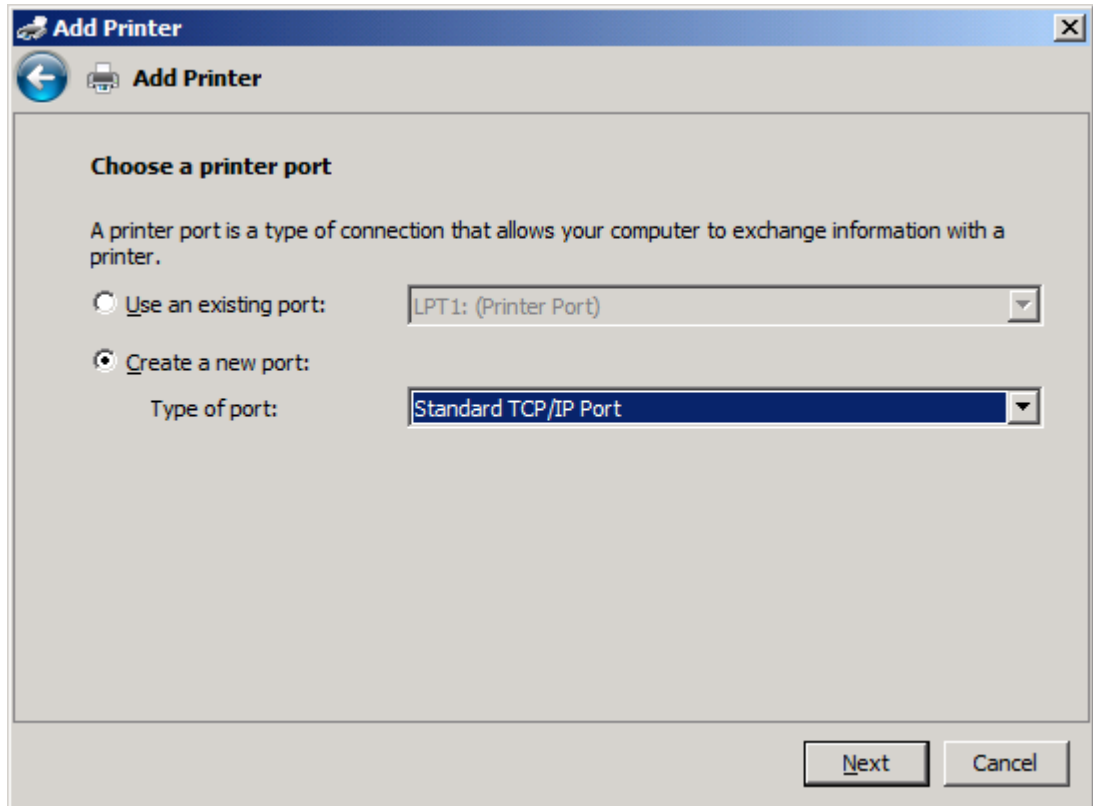 Add Printer
Add Printer
Choose a printer port
A printer port is a type of connection that allows your computer to exchange information with a
printer.
Use an existing port: LPT1: (Printer Port)
Create a new port:
Type of port: Standard TCP/IP Port
Next Cancel